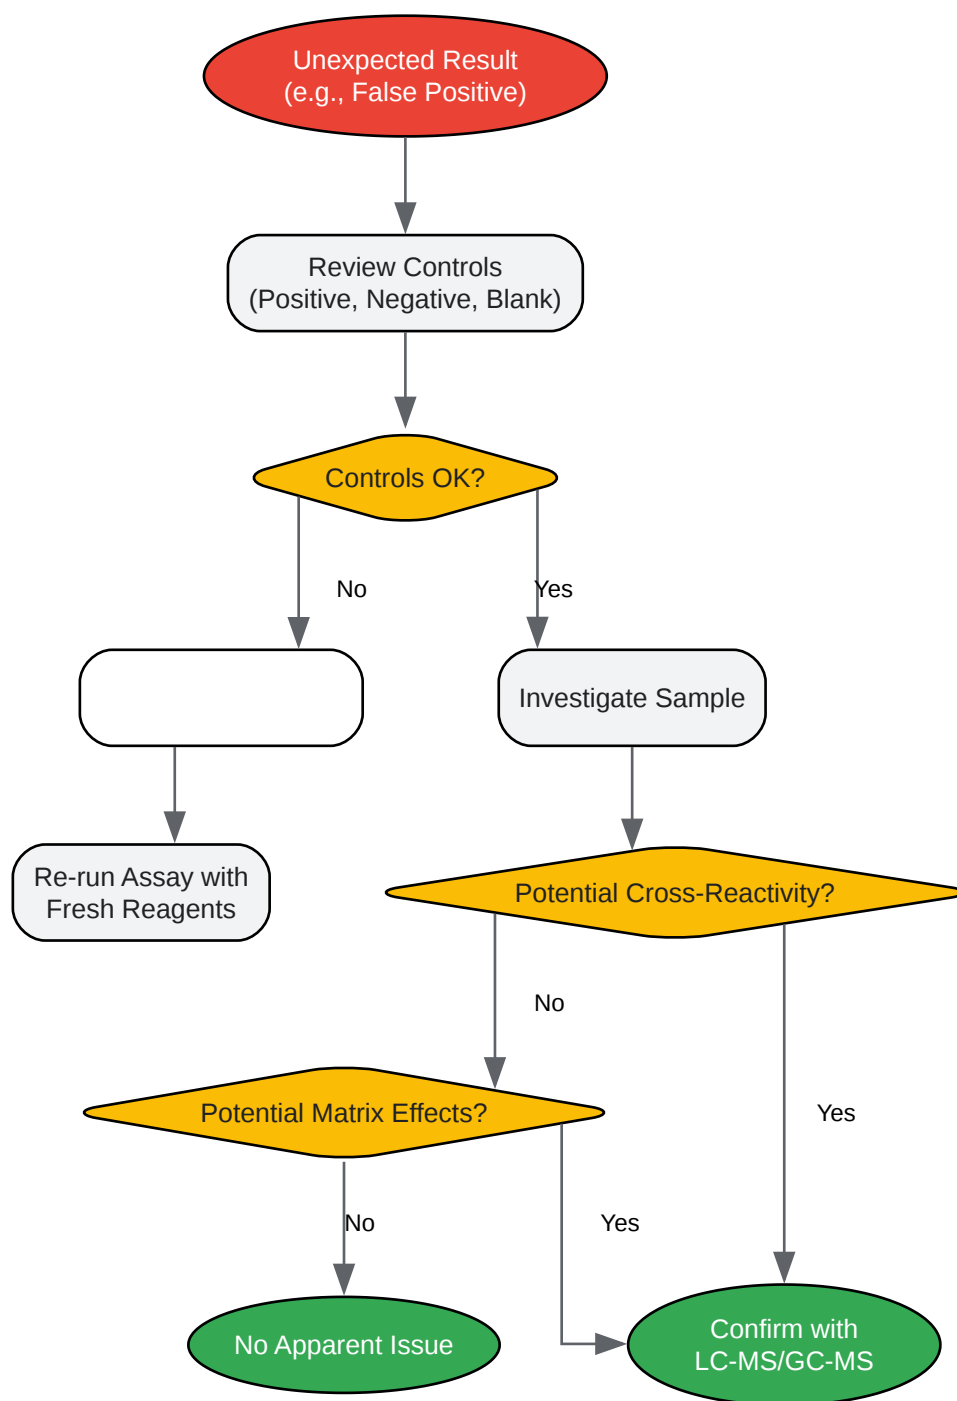 Unexpected Result
(e.g., False Positive)
Review Controls
(Positive, Negative, Blank)
Controls OK?
No
Yes
Investigate Sample
Re-run Assay with
Fresh Reagents
Potential Cross-Reactivity?
No
Potential Matrix Effects?
Yes
No
Yes
No Apparent Issue
Confirm with
LC-MS/GC-MS